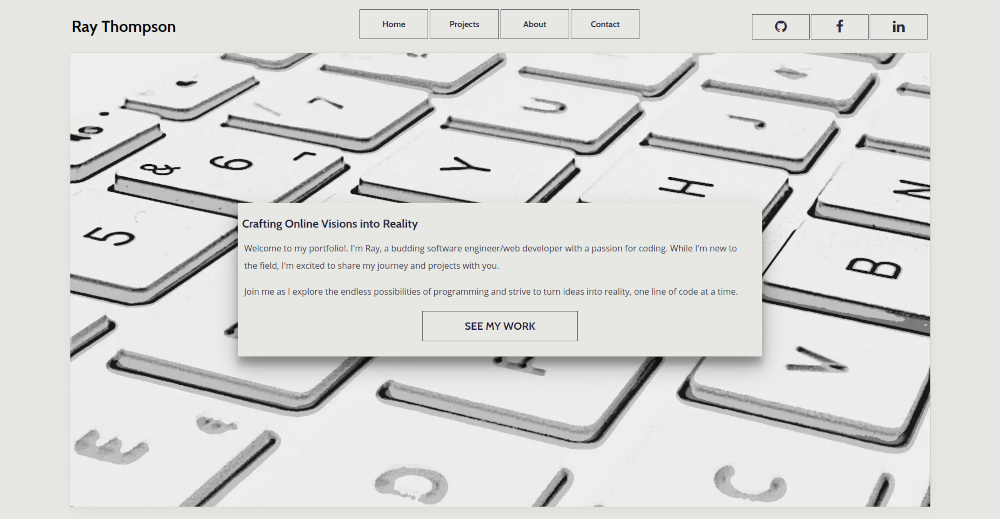 Ray Thompson
Home
Projects
About
Contact
Crafting Online Visions into Reality
Welcome to my portfolio!. I'm Ray, a budding software engineer/web developer with a passion for coding. While I'm new to
the field, I'm excited to share my journey and projects with you.
Join me as I explore the endless possibilities of programming and strive to turn ideas into reality, one line of code at a time.
SEE MY WORK
7
U
J
& 6
Y
H
N
5
B
V
E
C